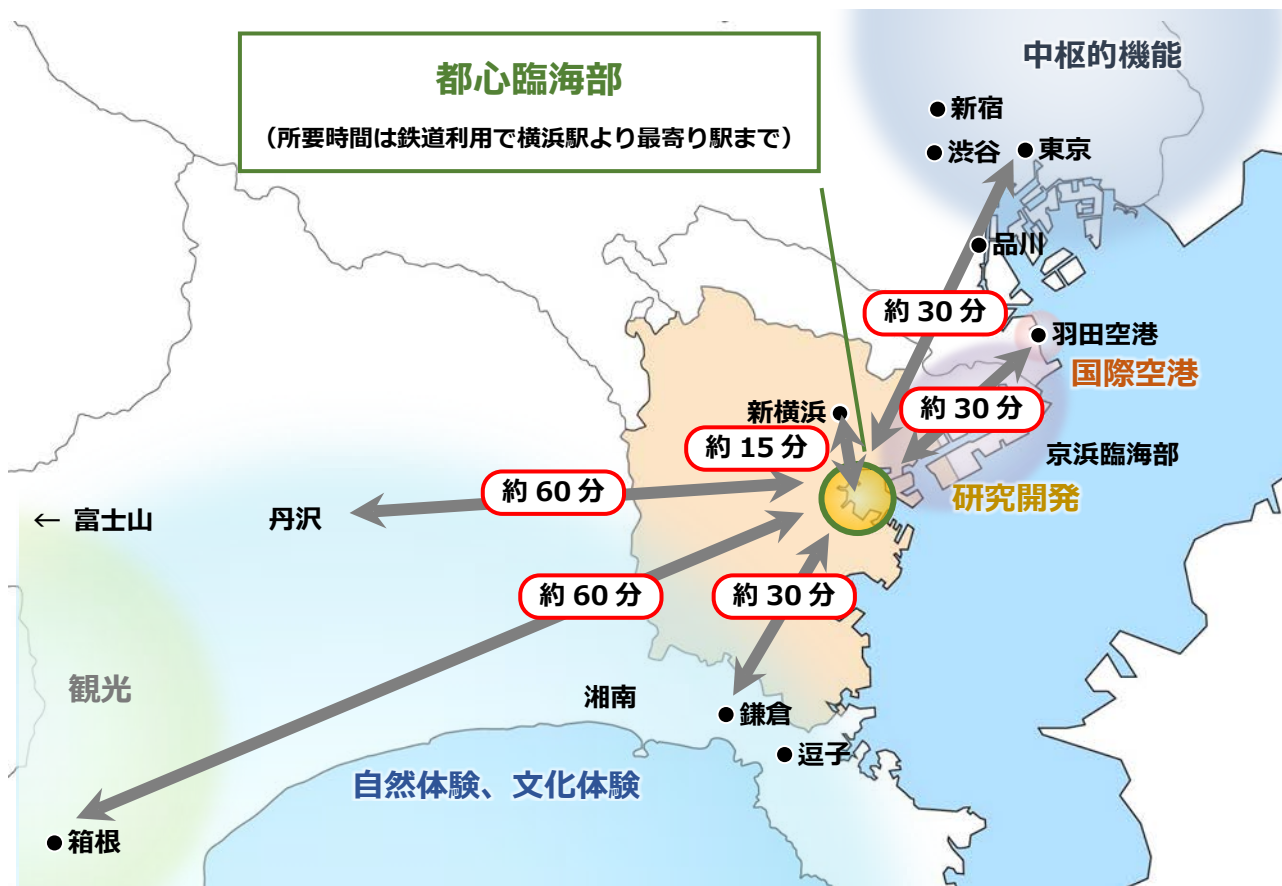 都心臨海部
（所要時間は鉄道利用で横浜駅より最寄り駅まで）
中枢的機能
新宿
渋谷
東京
品川
約 30 分
羽田空港
国際空港
約 30 分
新横浜
約 15 分
京浜臨海部
研究開発
約 60 分
← 富士山
丹沢
約 60 分
約 30 分
観光
湘南
鎌倉
逗子
自然体験、文化体験
箱根